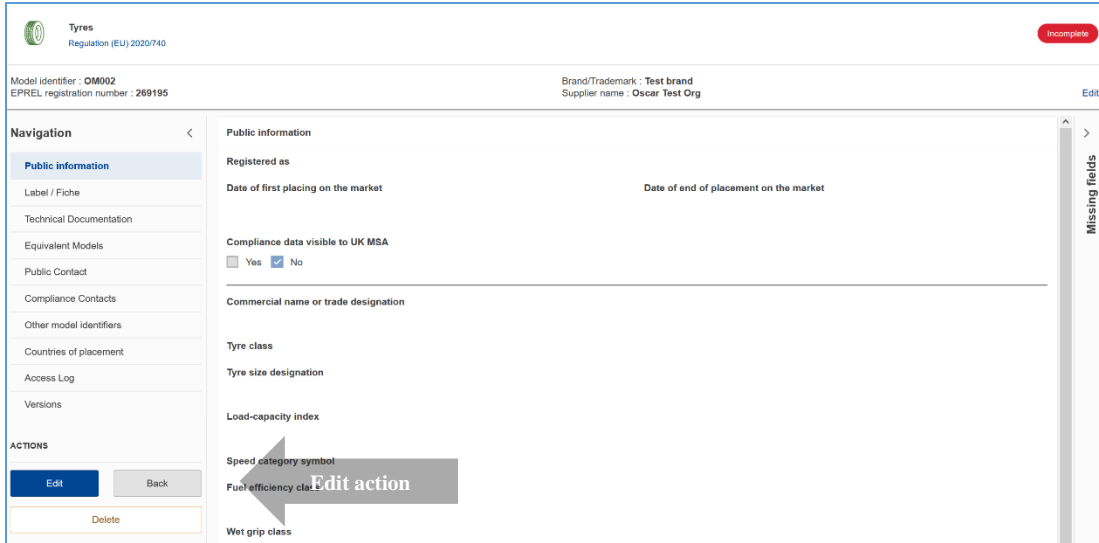 Tyres
Regulation (EU) 2020/740
Incomplete
Model identifier : OM002
EPREL registration number : 269195
Brand/Trademark : Test brand
Supplier name : Oscar Test Org
Edit
Navigation
Public information
Label / Fiche
Technical Documentation
Equivalent Models
Public Contact
Compliance Contacts
Other model identifiers
Countries of placement
Access Log
Versions
ACTIONS
Edit
Back
Delete
Public information
Registered as
Date of first placing on the market
Date of end of placement on the market
Compliance data visible to UK MSA
Yes
No
Commercial name or trade designation
Tyre class
Tyre size designation
Load-capacity index
Speed category symbol
Fuel efficiency class
Edit action
Wet grip class
Missing fields